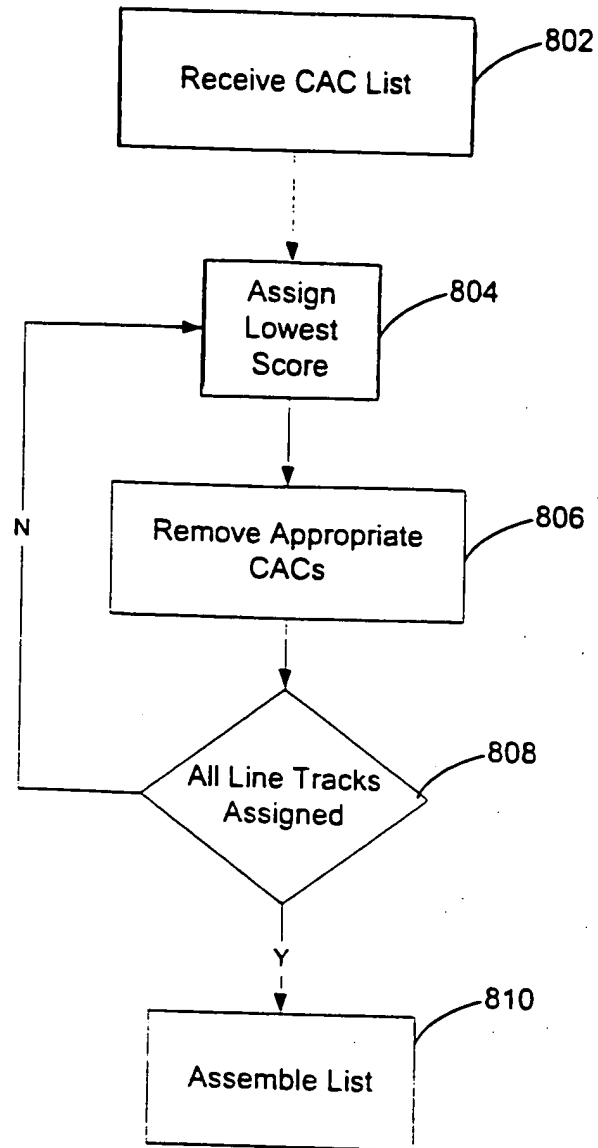 Receive CAC List
802
Assign
Lowest
Score
804
Remove Appropriate
CACs
806
N
All Line Tracks
Assigned
808
Y
Assemble List
810